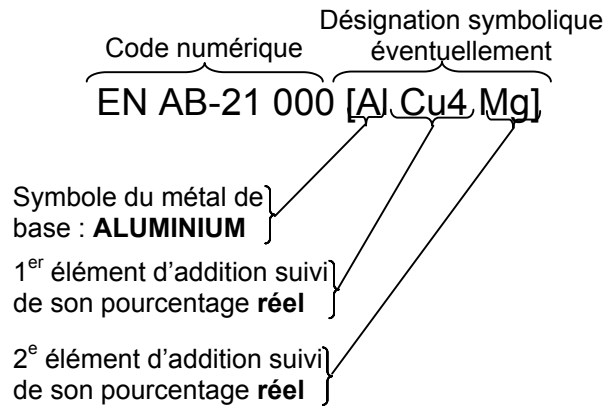 Désignation symbolique
Code numérique éventuellement
EN AB-21 000 [Al Cu4 Mg]
Symbole du métal de
base : ALUMINIUM
1er élément d’addition suivi
de son pourcentage réel
2e élément d’addition suivi
de son pourcentage réel